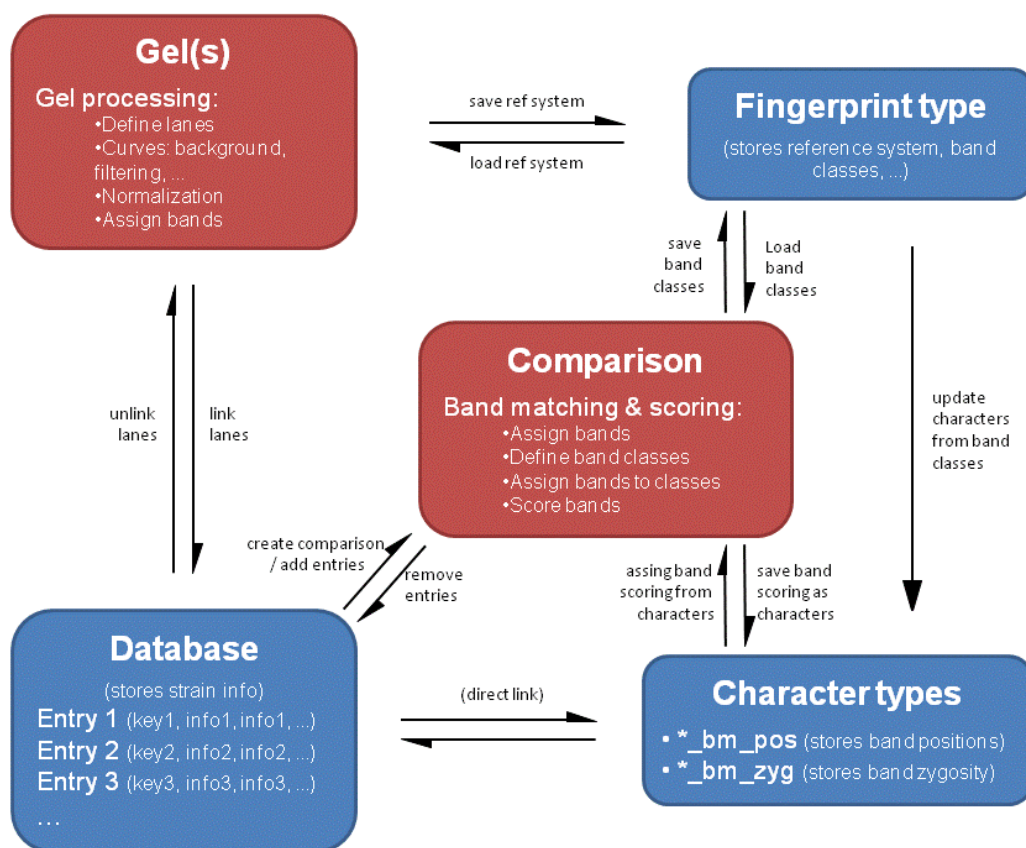 Gel(s)
Gel processing:
•Define lanes
•Curves: background,
filtering, ...
•Normalization
•Assign bands
save ref system
load ref system
Fingerprint type
(stores reference system, band
classes, ...)
save
band
classes
Load
band
classes
Comparison
Band matching & scoring:
•Assign bands
•Define band classes
•Assign bands to classes
•Score bands
unlink
lanes
link
lanes
update
characters
from band
classes
create comparison
/ add entries
remove
entries
assing band
scoring from
characters
save band
scoring as
characters
Database
(stores strain info)
Entry 1 (key1, info1, info1, ...)
Entry 2 (key2, info2, info2, ...)
Entry 3 (key3, info3, info3, ...)
...
(direct link)
Character types
• *_bm_pos (stores band positions)
• *_bm_zyg (stores band zygosity)